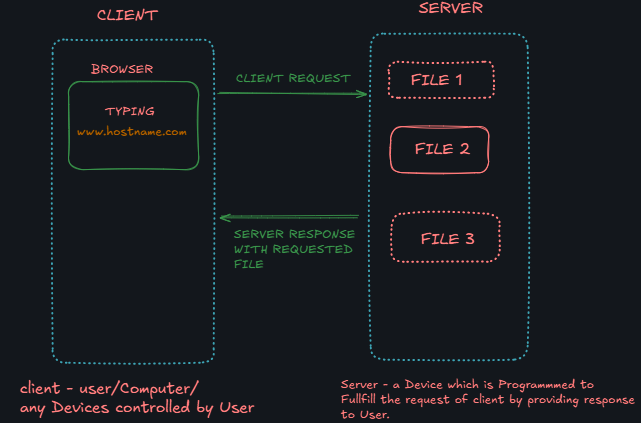 CLIENT
SERVER
BROWSER
TYPING
www.hostname.com
CLIENT REQUEST
FILE 1
FILE 2
FILE 3
SERVER RESPONSE
WITH REQUESTED
FILE
client - user/Computer/
any Devices controlled by User
Server - a Device which is Programmmed to
Fullfill the request of client by providing response
to User.